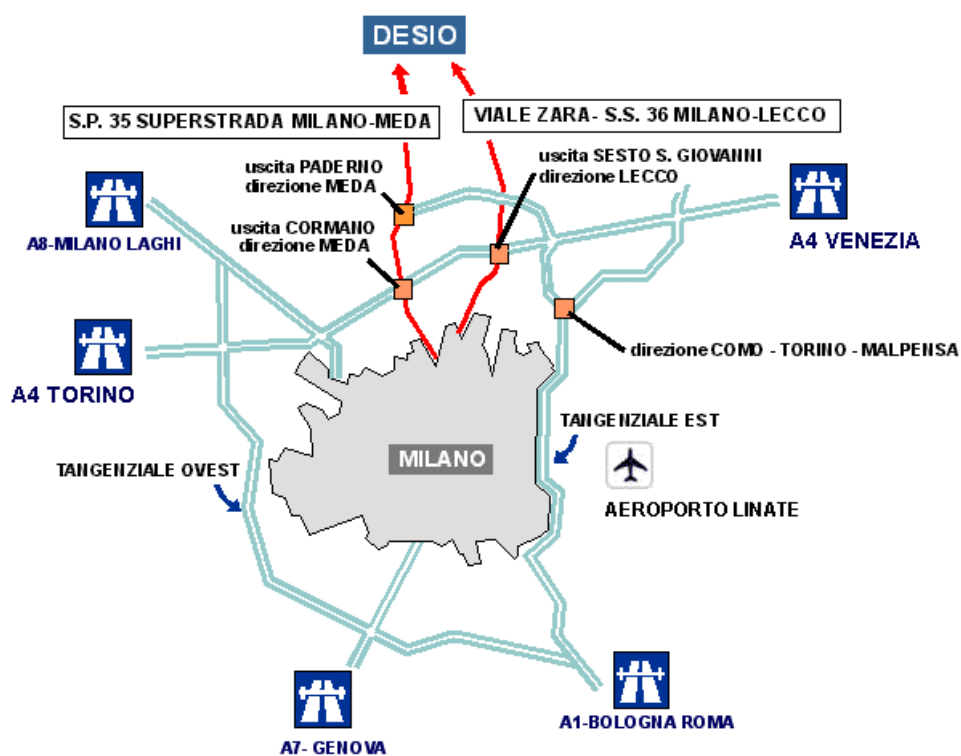 DESIO
S.P. 35 SUPERSTRADA MILANO-MEDA
VIALE ZARA- S.S. 36 MILANO-LECCO
uscita PADERNO
direzione MEDA
uscita SESTO S. GIOVANNI
direzione LECCO
uscita CORMANO
direzione MEDA
A8-MILANO LAGHI
A4 VENEZIA
direzione COMO - TORINO - MALPENSA
A4 TORINO
TANGENZIALE EST
MILANO
TANGENZIALE OVEST
AEROPORTO LINATE
A1-BOLOGNA ROMA
A7- GENOVA